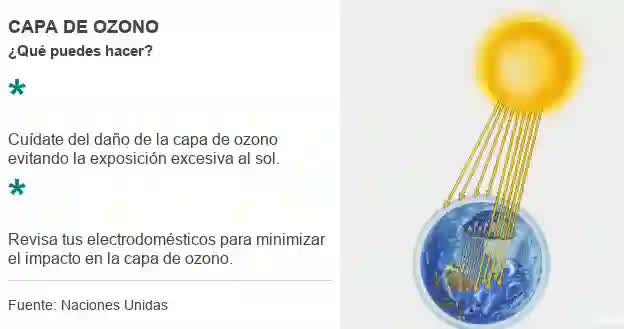 CAPA DE OZONO
¿Qué puedes hacer?
*
Cuídate del daño de la capa de ozono
evitando la exposición excesiva al sol.
*
Revisa tus electrodomésticos para minimizar
el impacto en la capa de ozono.
Fuente: Naciones Unidas